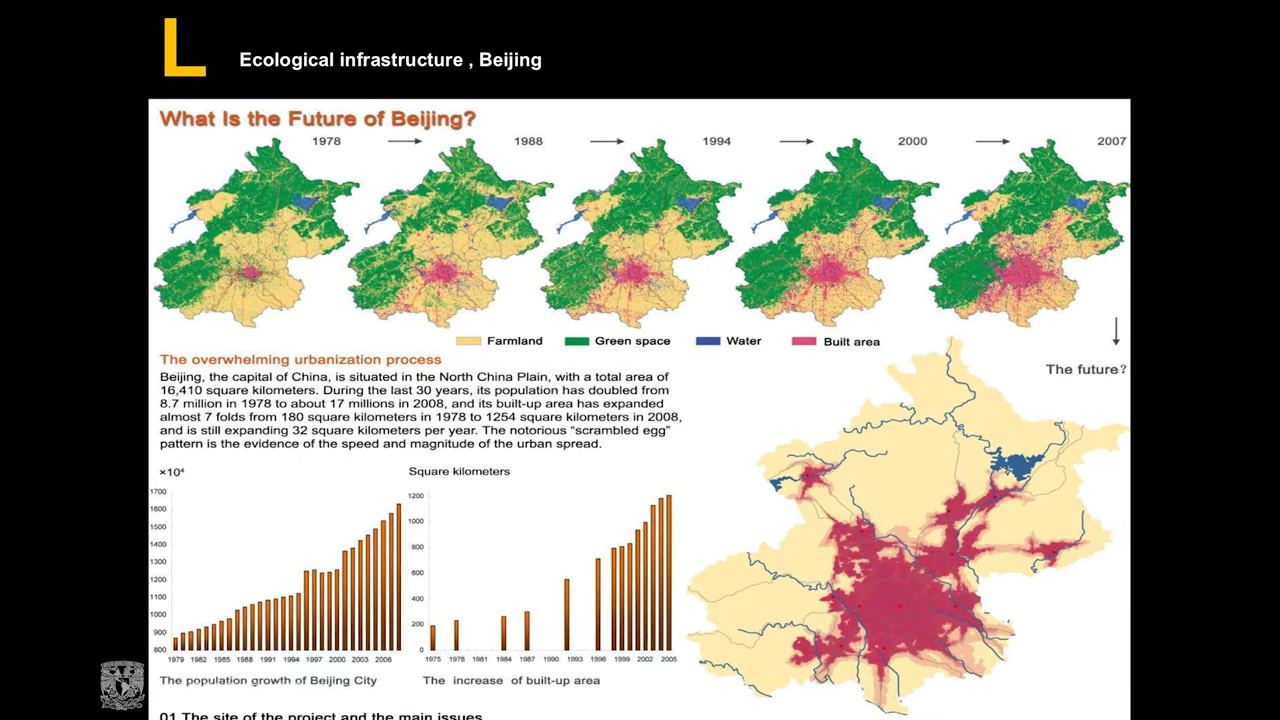 L
Ecological infrastructure , Beijing
What Is the Future of Beijing?
1978
1988
1994
2000
2007
Farmland
Green space
Water
Built area
The future?
The overwhelming urbanization process
Beijing, the capital of China, is situated in the North China Plain, with a total area of
16,410 square kilometers. During the last 30 years, its population has doubled from
8.7 million in 1978 to about 17 millions in 2008, and its built-up area has expanded
almost 7 folds from 180 square kilometers in 1978 to 1254 square kilometers in 2008,
and is still expanding 32 square kilometers per year. The notorious “scrambled egg”
pattern is the evidence of the speed and magnitude of the urban spread.
×10⁴
1700
1600
1500
1400
1300
1200
1100
1000
900
800
1979 1982 1985 1988 1991 1994 1997 2000 2003 2006
The population growth of Beijing City
Square kilometers
1200
1000
800
600
400
200
0
1975 1978 1981 1984 1987 1990 1993 1996 1999 2002 2005
The increase of built-up area
01 The site of the project and the main issues